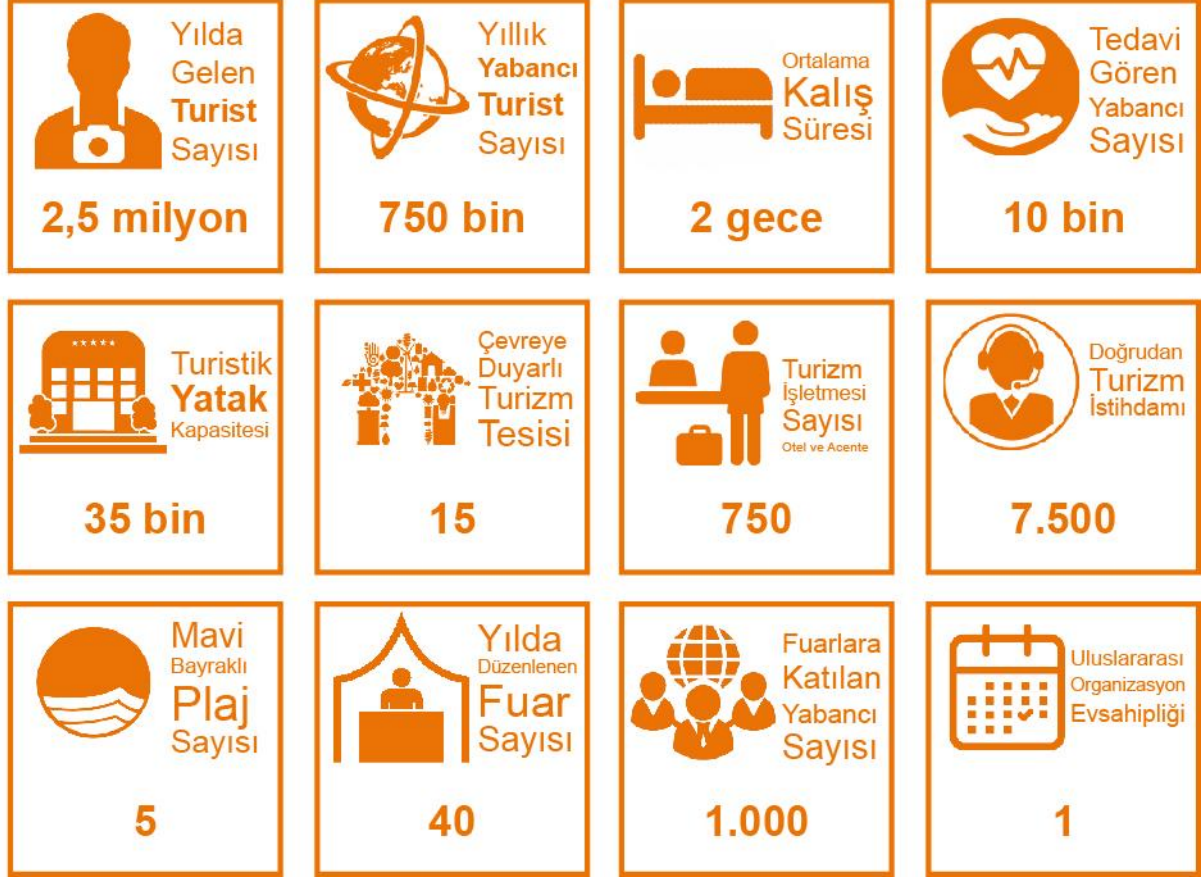 Yılda
Gelen
Turist
Sayısı
2,5 milyon
Yıllık
Yabancı
Turist
Sayısı
750 bin
Ortalama
Kalış
Süresi
2 gece
Tedavi
Gören
Yabancı
Sayısı
10 bin
Turistik
Yatak
Kapasitesi
35 bin
Çevreye
Duyarlı
Turizm
Tesisi
15
Turizm
İşletmesi
Sayısı
Otel ve Acente
750
Doğrudan
Turizm
İstihdamı
7.500
Mavi
Bayraklı
Plaj
Sayısı
5
Yılda
Düzenlenen
Fuar
Sayısı
40
Fuarlara
Katılan
Yabancı
Sayısı
1.000
Uluslararası
Organizasyon
Evsahipliği
1